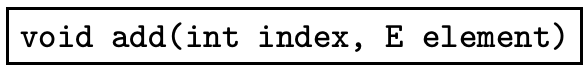 void add(int index, E element)